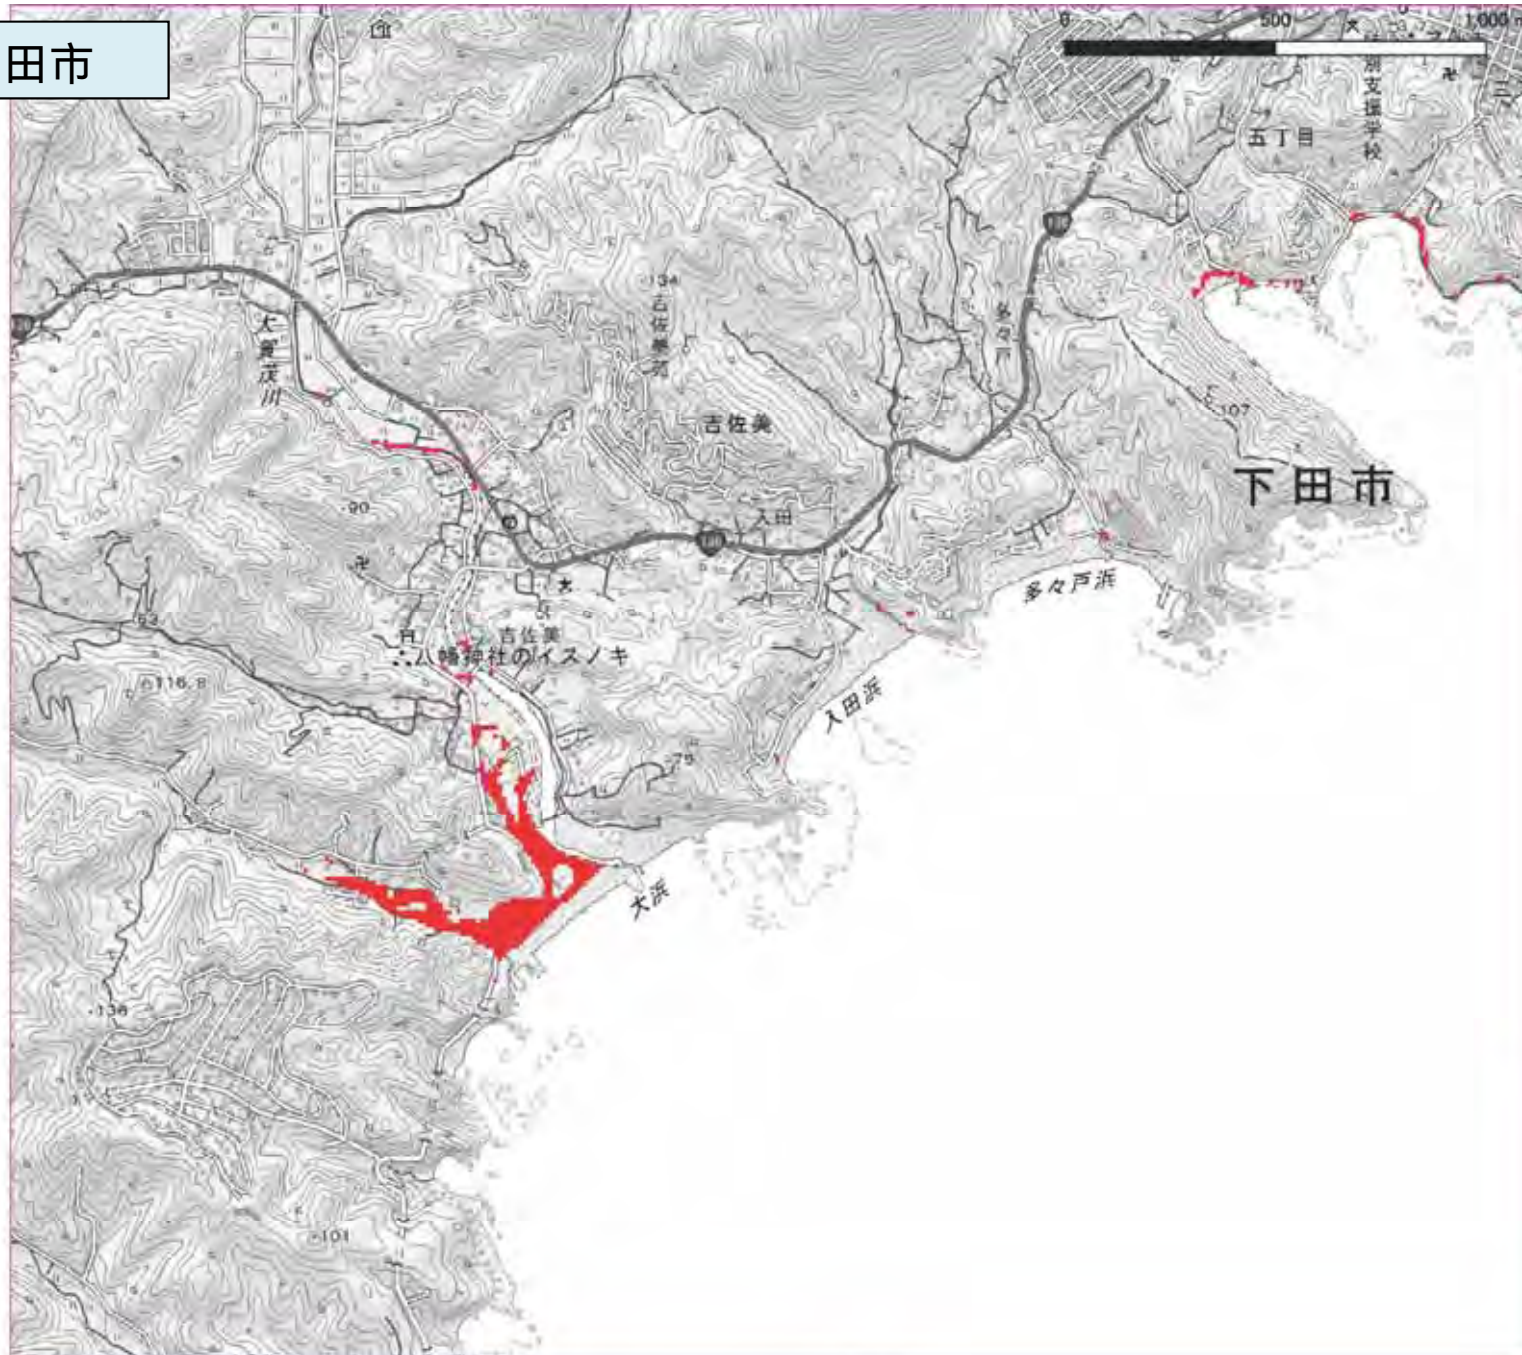 田市
0 500 1,000 m
別支援学校
五丁目
三
大賀茂川
134
吉佐美
多々戸
107
下田市
90
入田
多々戸浜
吉佐美
八幡神社のイスノキ
93
116.8
入田浜
75
大浜
136
101